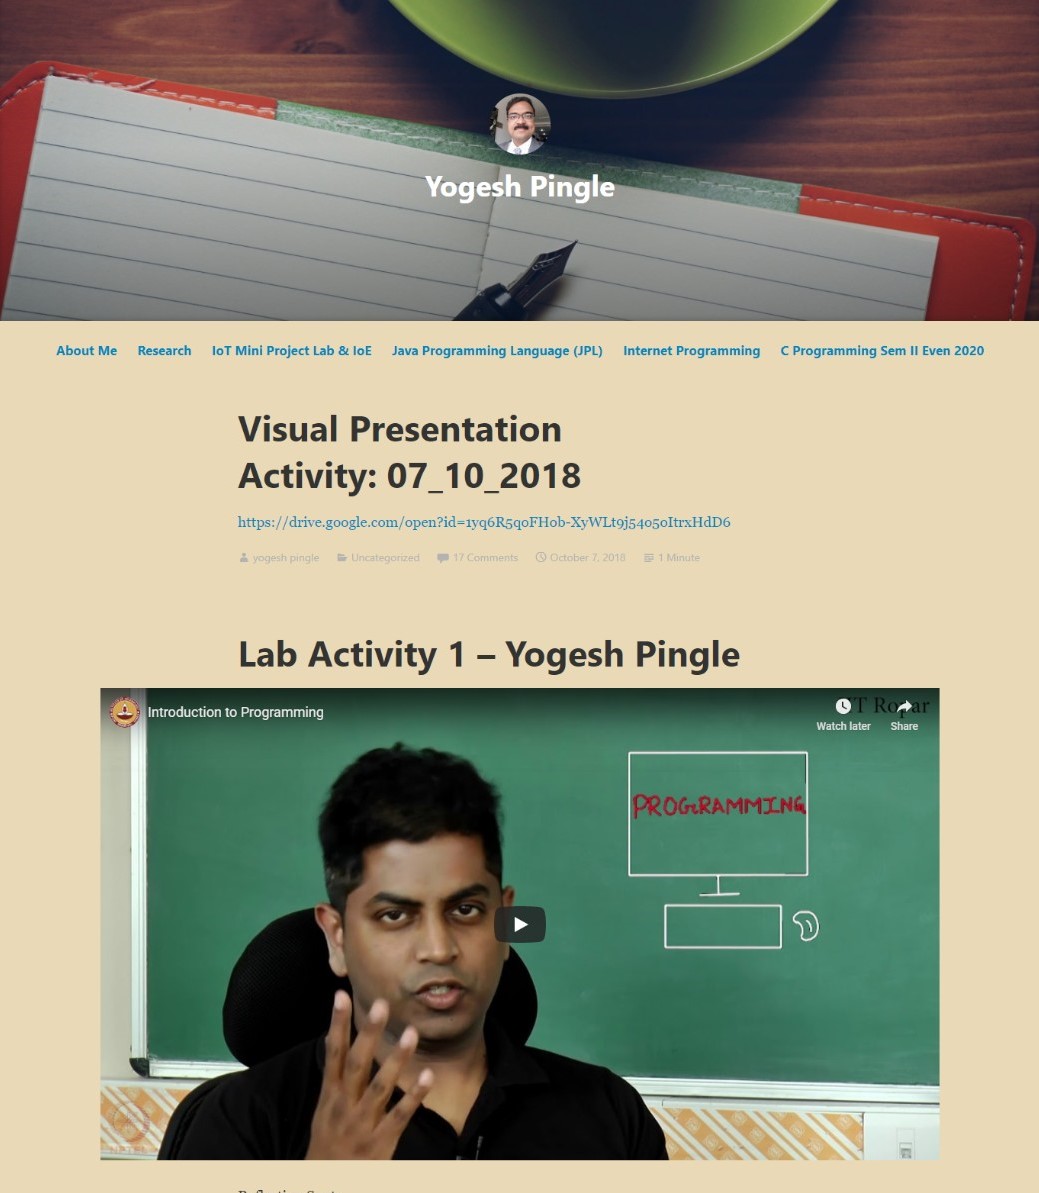 Yogesh Pingle
About Me Research IoT Mini Project Lab & IoE Java Programming Language (JPL) Internet Programming C Programming Sem II Even 2020
Visual Presentation
Activity: 07_10_2018
https://drive.google.com/open?id=1yq6R5qoFHob-XyWLt9j54o5oItrxHdD6
yogesh pingle Uncategorized 17 Comments October 7, 2018 1 Minute
Lab Activity 1 – Yogesh Pingle
Introduction to Programming
Ropar
Watch later Share
PROGRAMMING